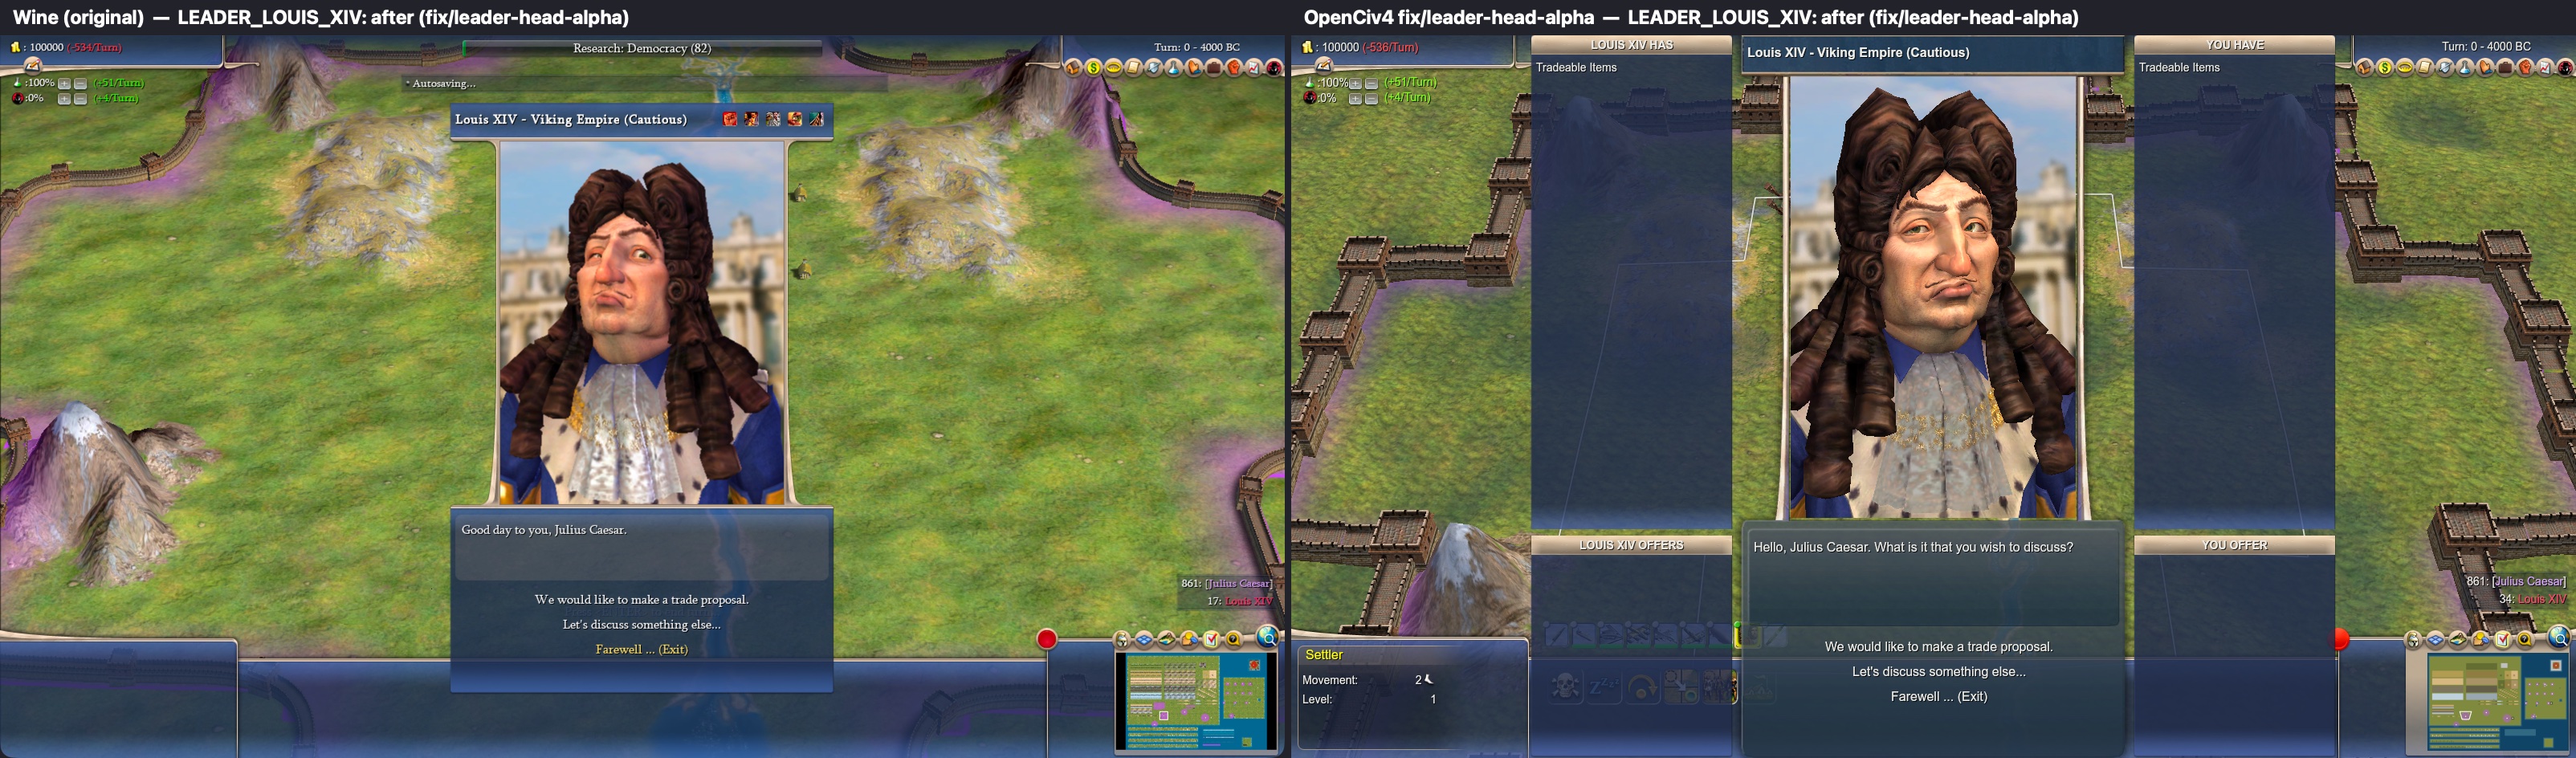 Wine (original) — LEADER_LOUIS_XIV: after (fix/leader-head-alpha)
: 100000 (-534/Turn)
Research: Democracy (82)
Turn: 0 - 4000 BC
:100% (+51/Turn)
:0% (+4/Turn)
* Autosaving...
Louis XIV - Viking Empire (Cautious)
Good day to you, Julius Caesar.
We would like to make a trade proposal.
Let's discuss something else...
Farewell ... (Exit)
861: [Julius Caesar]
17: Louis XIV
OpenCiv4 fix/leader-head-alpha — LEADER_LOUIS_XIV: after (fix/leader-head-alpha)
: 100000 (-536/Turn)
LOUIS XIV HAS
Louis XIV - Viking Empire (Cautious)
YOU HAVE
Turn: 0 - 4000 BC
Tradeable Items
Tradeable Items
:100% (+51/Turn)
:0% (+4/Turn)
LOUIS XIV OFFERS
YOU OFFER
Hello, Julius Caesar. What is it that you wish to discuss?
861: [Julius Caesar]
34: Louis XIV
We would like to make a trade proposal.
Let's discuss something else...
Farewell ... (Exit)
Settler
Movement: 2
Level: 1